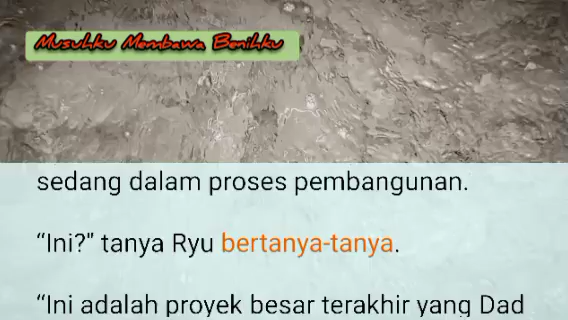 Musuhku Membawa Benihku
sedang dalam proses pembangunan.
“Ini?" tanya Ryu bertanya-tanya.
“Ini adalah proyek besar terakhir yang Dad